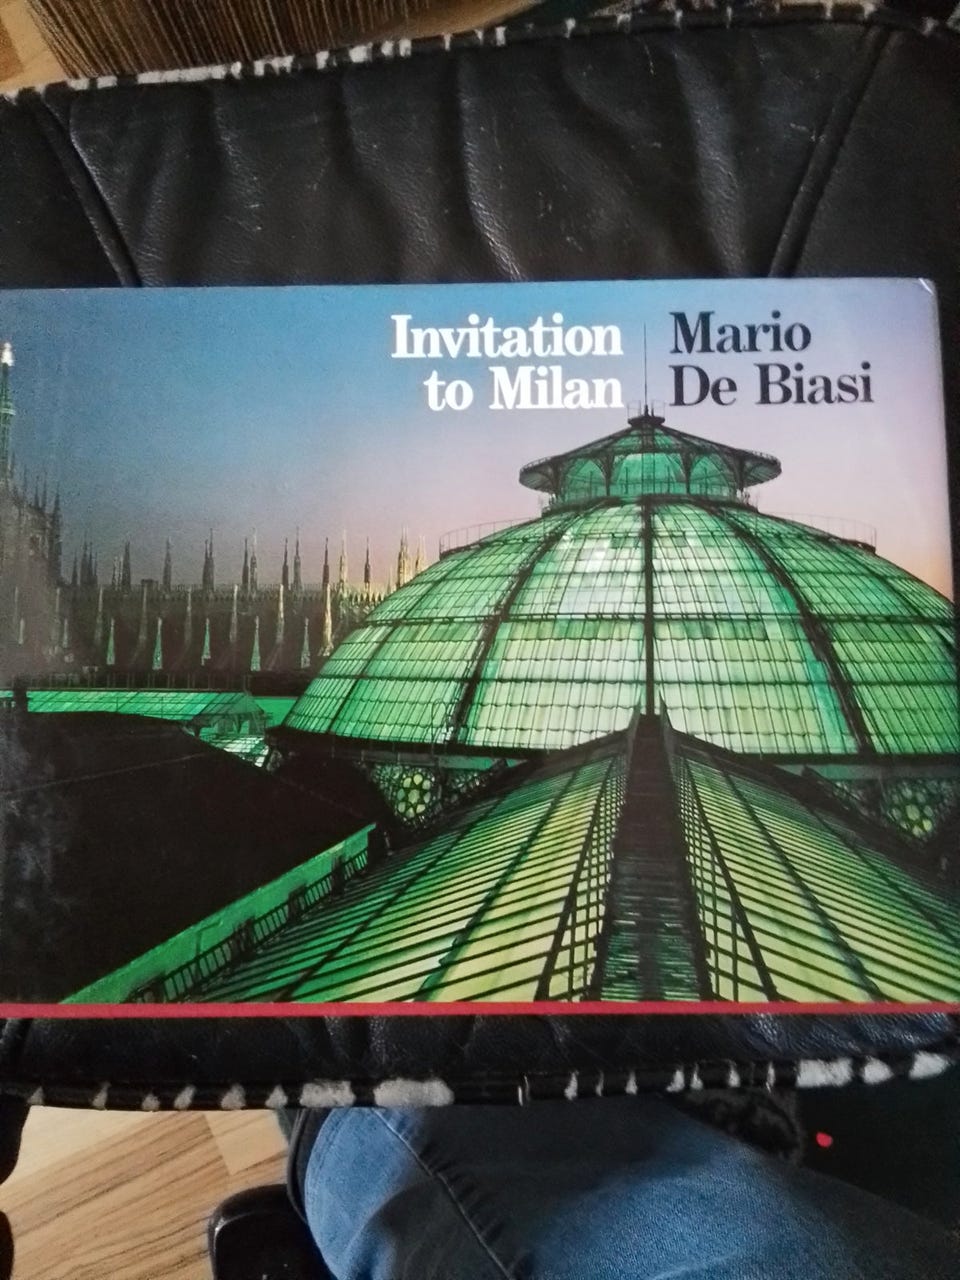 Invitation
to Milan
Mario
De Biasi